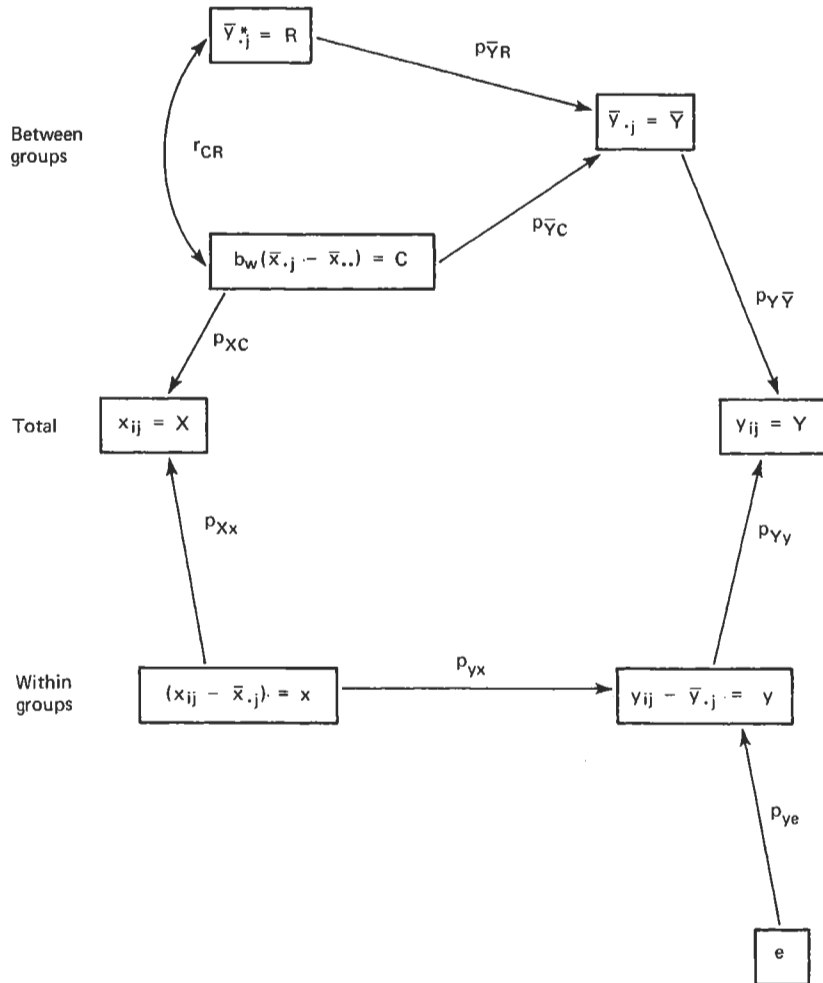 ȳ*.j = R
pȲR
ȳ.j = Ȳ
Between
groups
rCR
pȲC
bw(x̄.j - x̄..) = C
pYȲ
pXC
Total
xij = X
yij = Y
pXx
pYy
Within
groups
(xij - x̄.j) = x
pyx
yij - ȳ.j = y
pye
e